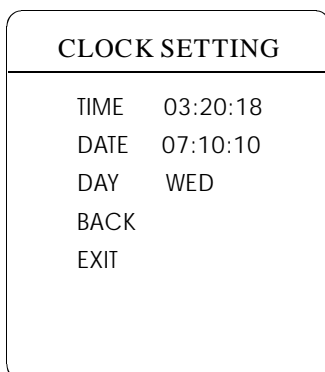 CLOCK SETTING
TIME 03:20:18
DATE 07:10:10
DAY WED
BACK
EXIT